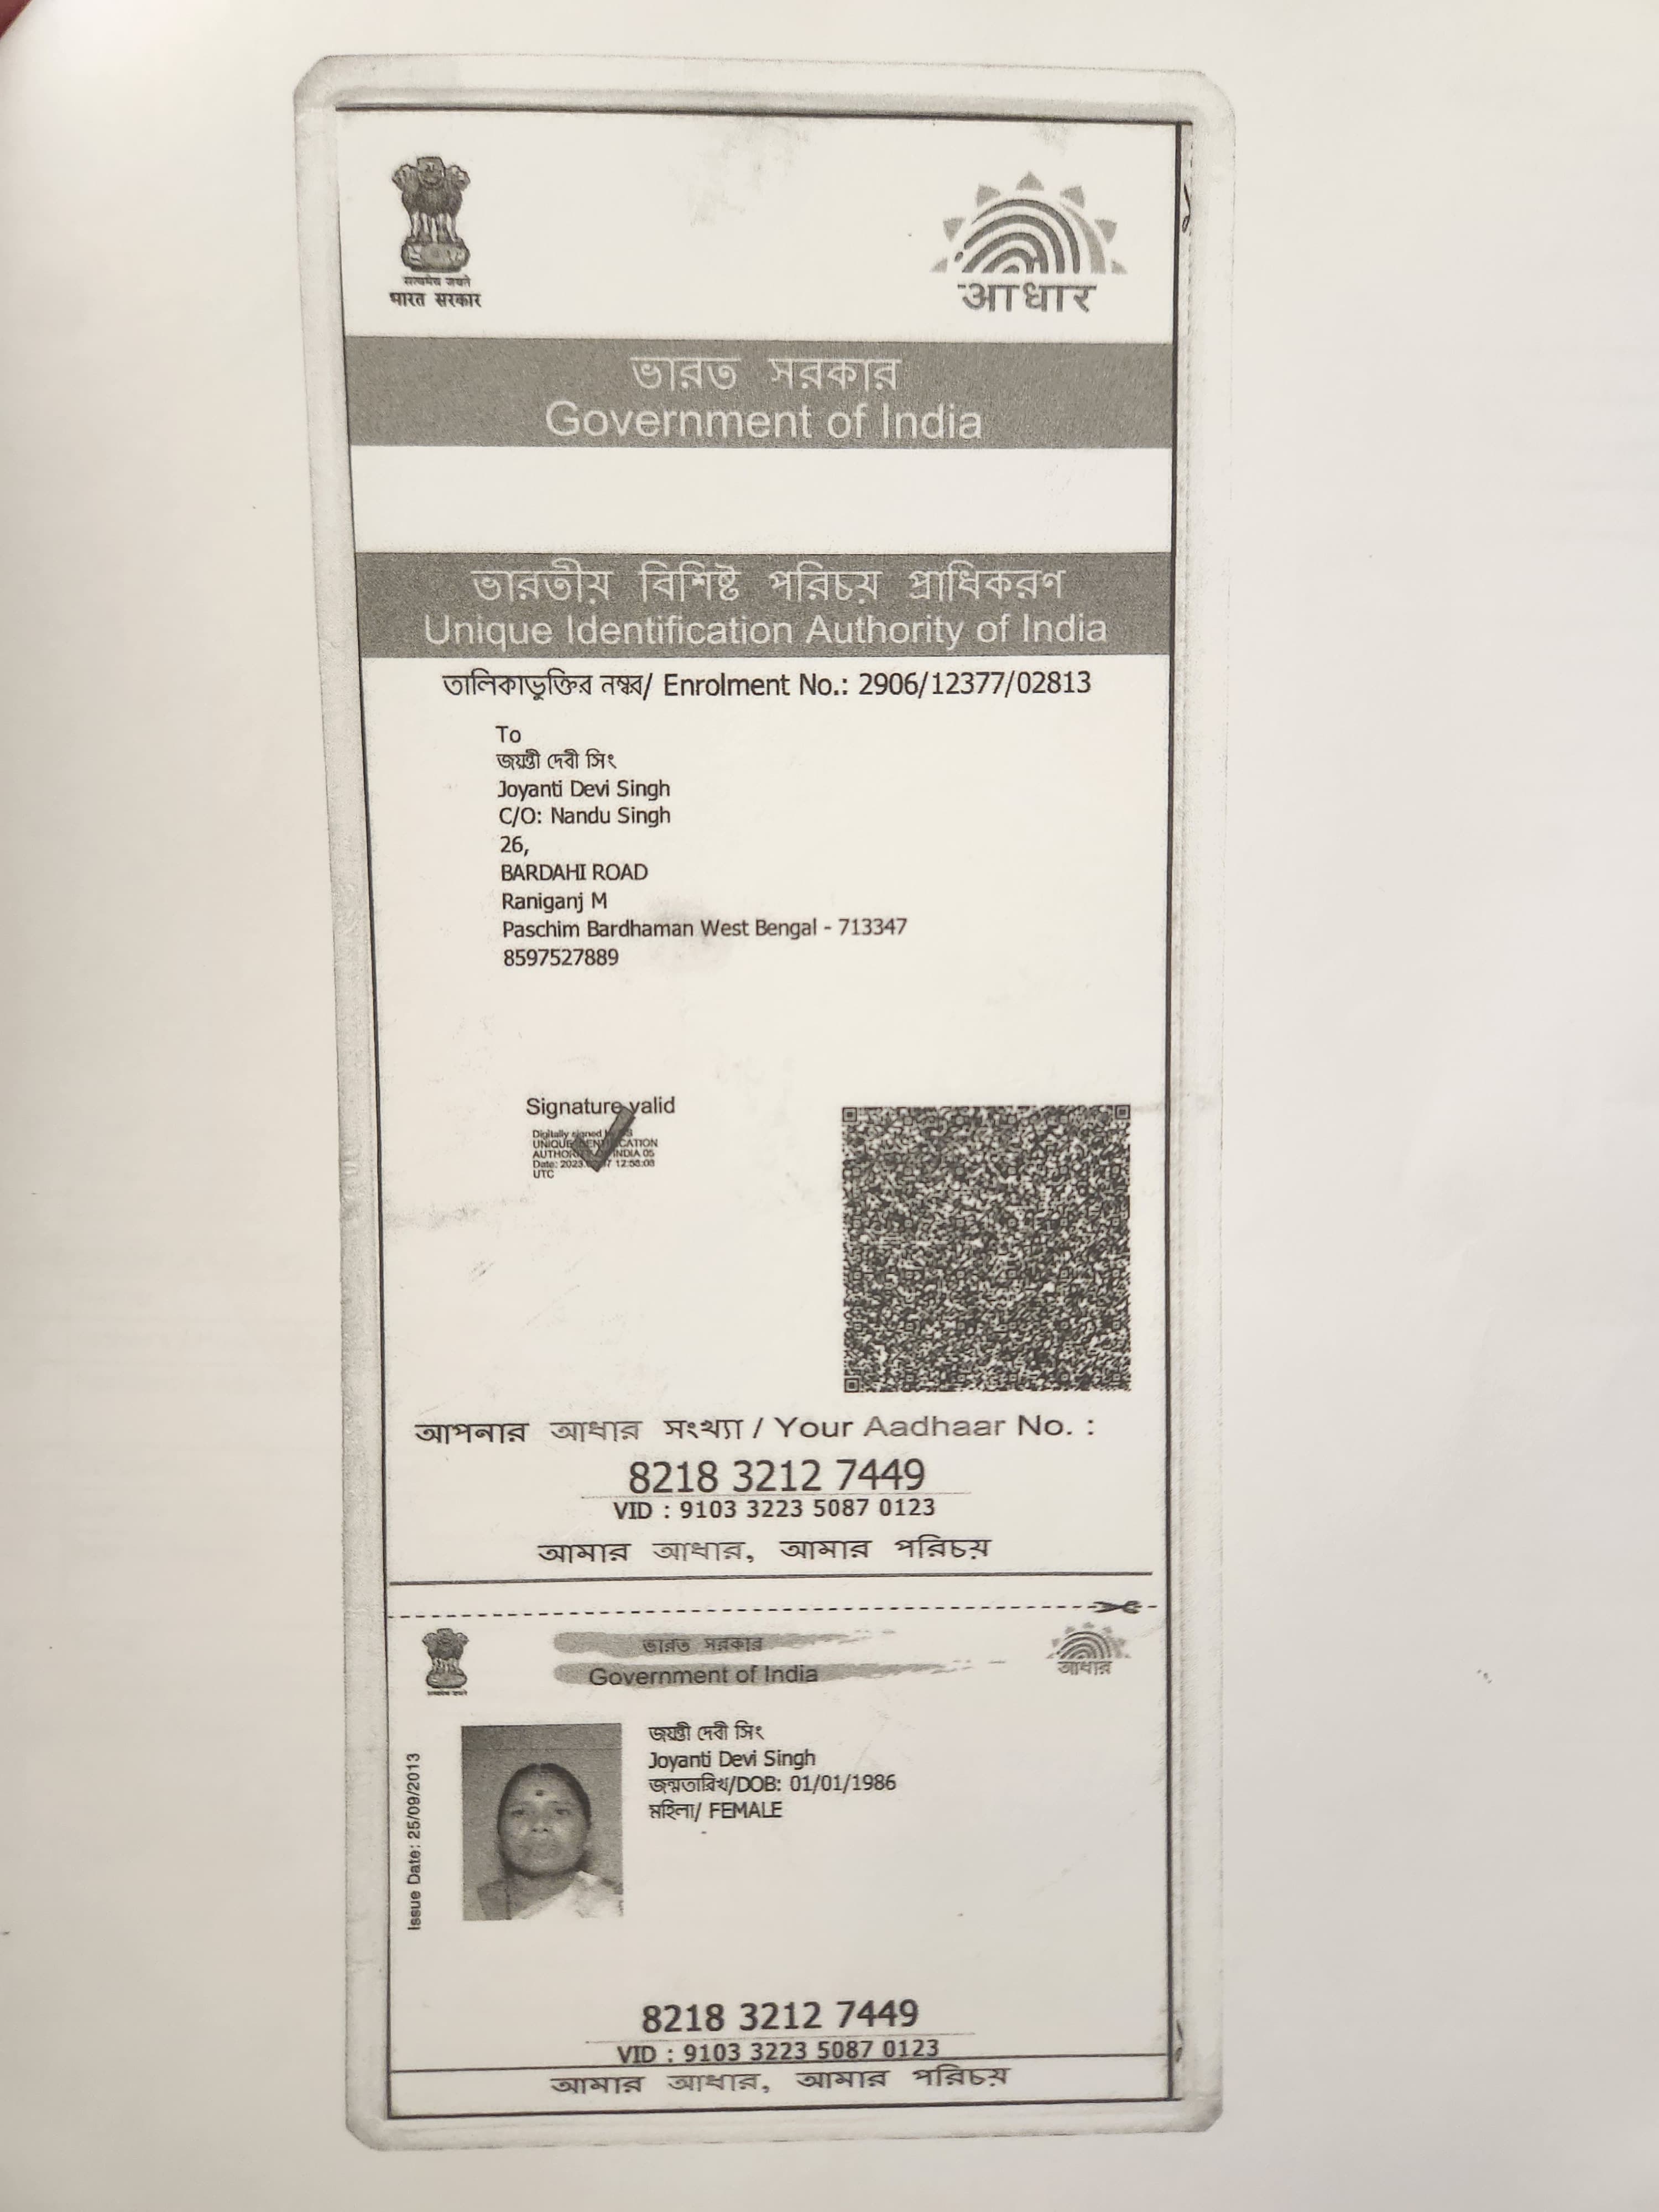 सत्यमेव जयते
भारत सरकार
आधार
ভারত সরকার
Government of India
ভারতীয় বিশিষ্ট পরিচয় প্রাধিকরণ
Unique Identification Authority of India
তালিকাভুক্তির নম্বর/ Enrolment No.: 2906/12377/02813
To
জয়ন্তী দেবী সিং
Joyanti Devi Singh
C/O: Nandu Singh
26,
BARDAHI ROAD
Raniganj M
Paschim Bardhaman West Bengal - 713347
8597527889
Signature valid
Digitally signed
UNIQUE IDENTIFICATION
AUTHORITY OF INDIA 05
Date: 12:58:08
UTC
আপনার আধার সংখ্যা / Your Aadhaar No. :
8218 3212 7449
VID : 9103 3223 5087 0123
আমার আধার, আমার পরিচয়
ভারত সরকার
Government of India
আধার
Issue Date: 25/09/2013
জয়ন্তী দেবী সিং
Joyanti Devi Singh
জন্মতারিখ/DOB: 01/01/1986
মহিলা/ FEMALE
8218 3212 7449
VID : 9103 3223 5087 0123
আমার আধার, আমার পরিচয়